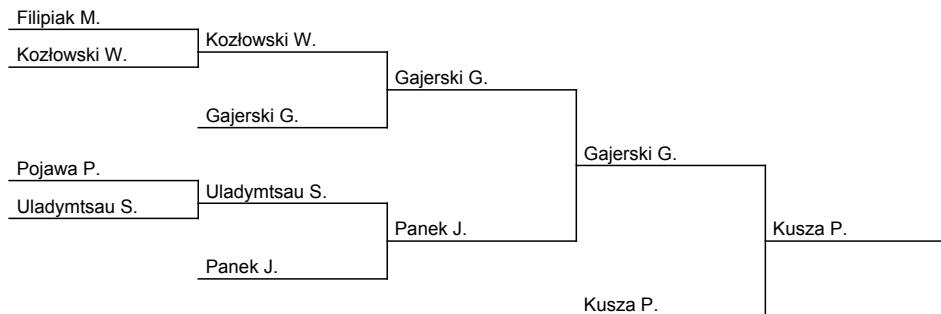 Filipiak M.
Kozłowski W.
Kozłowski W.
Gajerski G.
Gajerski G.
Gajerski G.
Pojawa P.
Uladymtsau S.
Uladymtsau S.
Panek J.
Kusza P.
Panek J.
Kusza P.